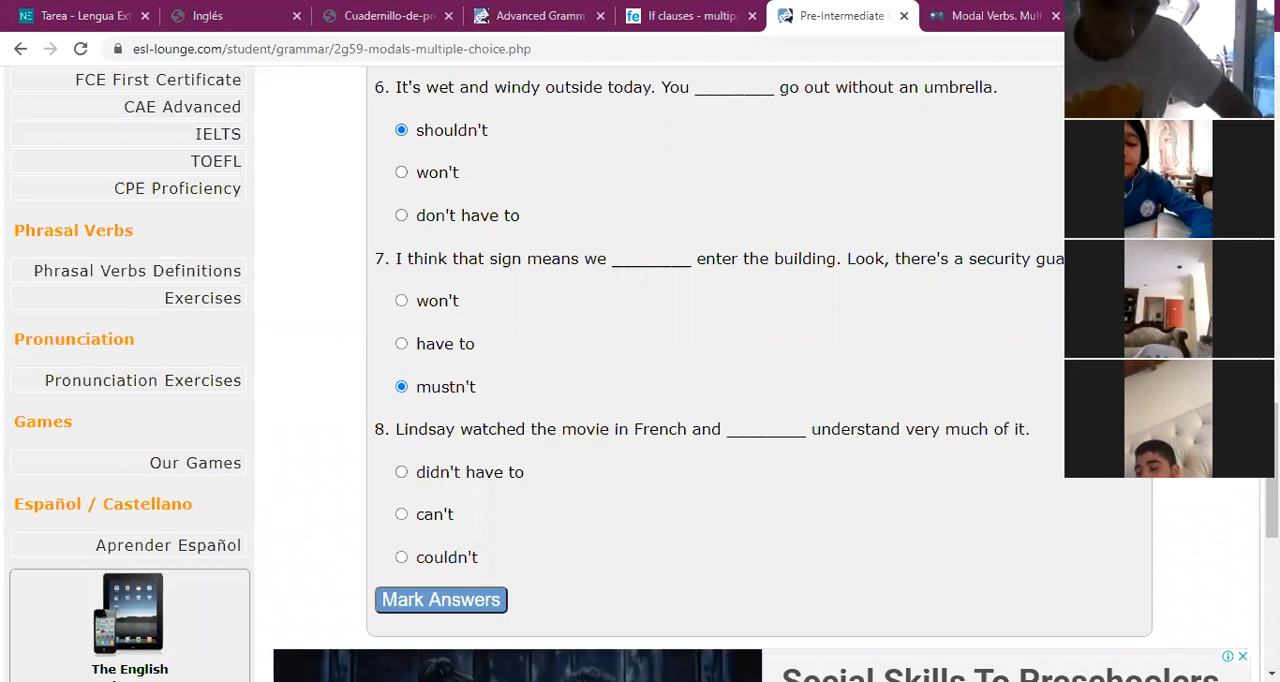 Tarea - Lengua Ext
Inglés
Cuadernillo-de-pr
Advanced Gramm
If clauses - multip
Pre-Intermediate
Modal Verbs. Mult
esl-lounge.com/student/grammar/2g59-modals-multiple-choice.php
FCE First Certificate
CAE Advanced
IELTS
TOEFL
CPE Proficiency
Phrasal Verbs
Phrasal Verbs Definitions
Exercises
Pronunciation
Pronunciation Exercises
Games
Our Games
Español / Castellano
Aprender Español
The English
6. It's wet and windy outside today. You ________ go out without an umbrella.
shouldn't
won't
don't have to
7. I think that sign means we ________ enter the building. Look, there's a security gua
won't
have to
mustn't
8. Lindsay watched the movie in French and ________ understand very much of it.
didn't have to
can't
couldn't
Mark Answers
Social Skills To Preschoolers